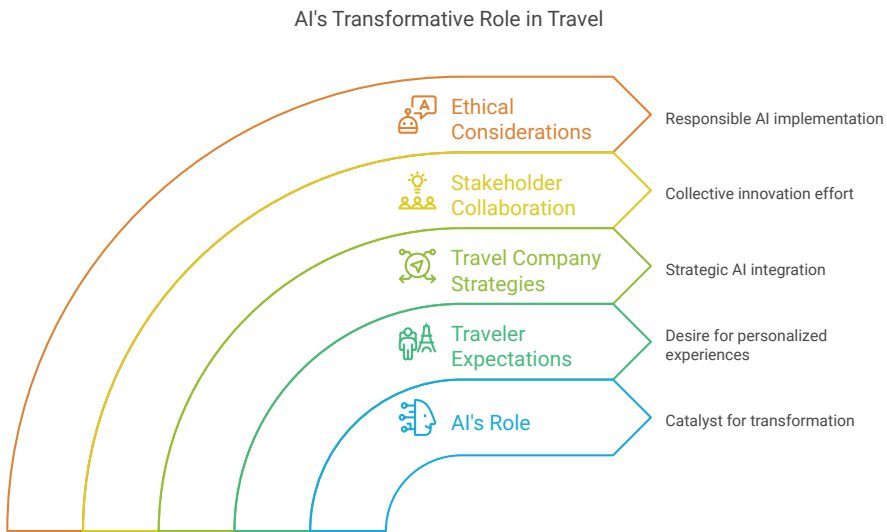 AI's Transformative Role in Travel
Ethical
Considerations
Responsible AI implementation
Stakeholder
Collaboration
Collective innovation effort
Travel Company
Strategies
Strategic AI integration
Traveler
Expectations
Desire for personalized
experiences
AI's Role
Catalyst for transformation